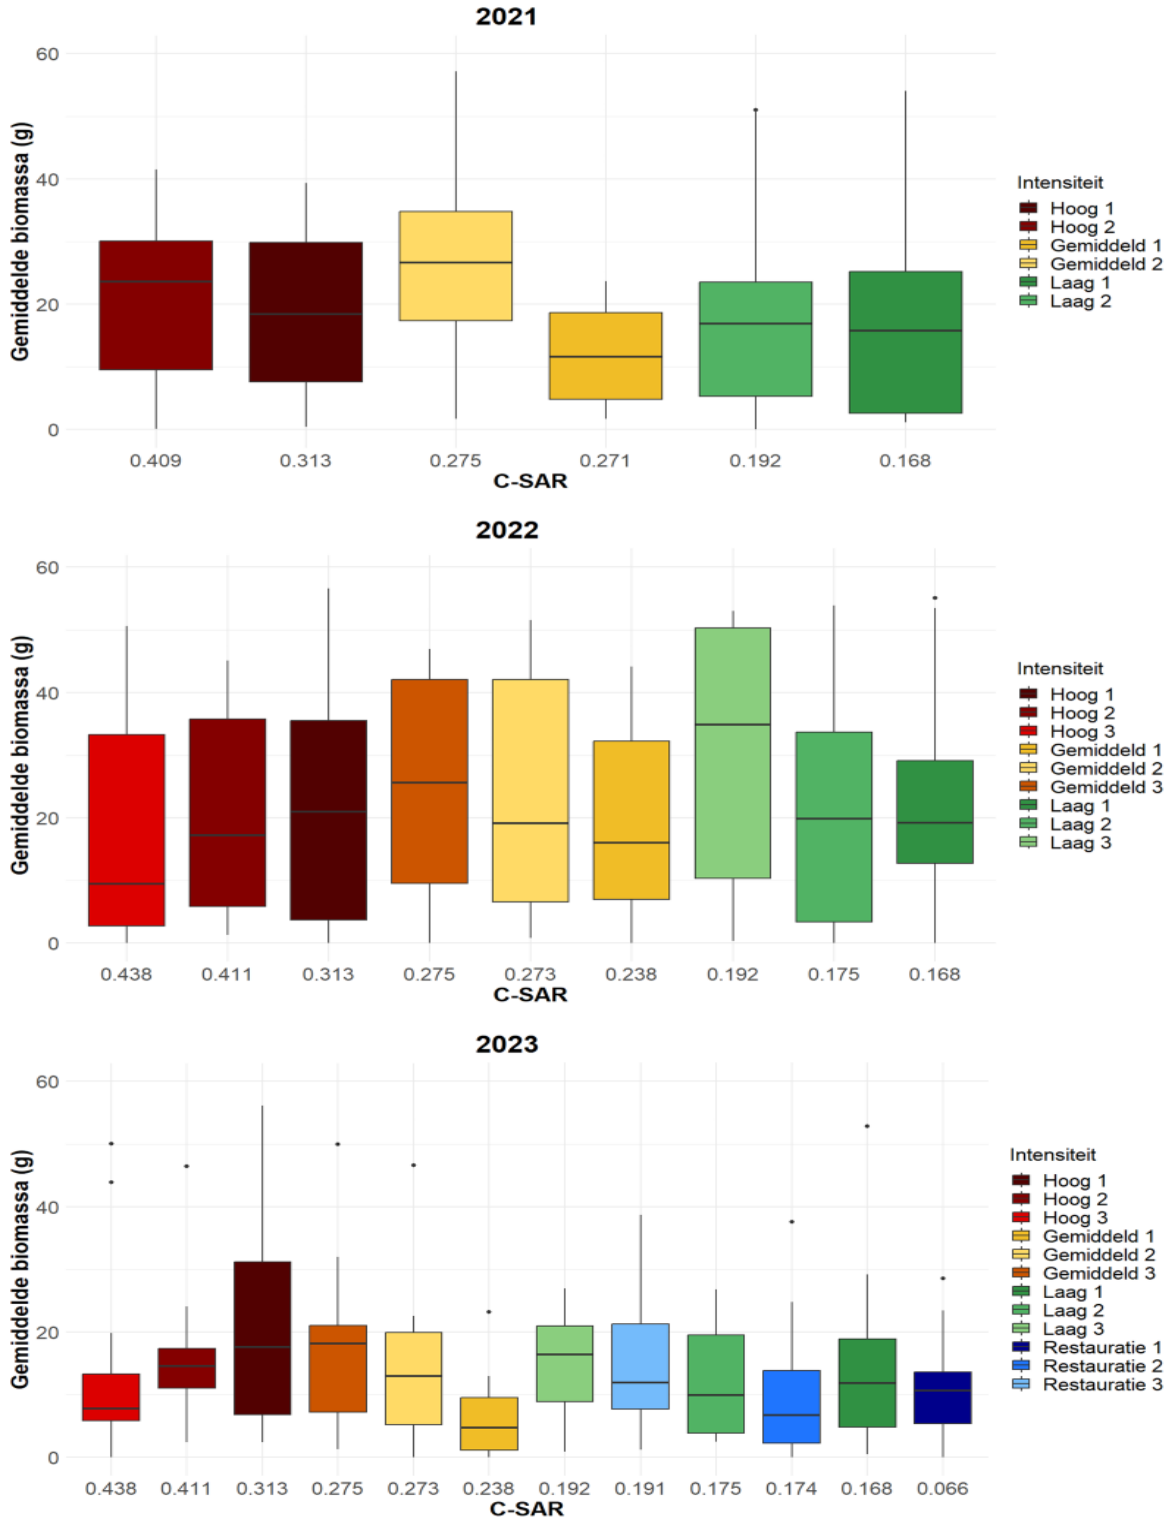 2021
Gemiddelde biomassa (g)
60
40
20
0
0.409 0.313 0.275 0.271 0.192 0.168
C-SAR
Intensiteit
Hoog 1
Hoog 2
Gemiddeld 1
Gemiddeld 2
Laag 1
Laag 2
2022
Gemiddelde biomassa (g)
60
40
20
0
0.438 0.411 0.313 0.275 0.273 0.238 0.192 0.175 0.168
C-SAR
Intensiteit
Hoog 1
Hoog 2
Hoog 3
Gemiddeld 1
Gemiddeld 2
Gemiddeld 3
Laag 1
Laag 2
Laag 3
2023
Gemiddelde biomassa (g)
60
40
20
0
0.438 0.411 0.313 0.275 0.273 0.238 0.192 0.191 0.175 0.174 0.168 0.066
C-SAR
Intensiteit
Hoog 1
Hoog 2
Hoog 3
Gemiddeld 1
Gemiddeld 2
Gemiddeld 3
Laag 1
Laag 2
Laag 3
Restauratie 1
Restauratie 2
Restauratie 3